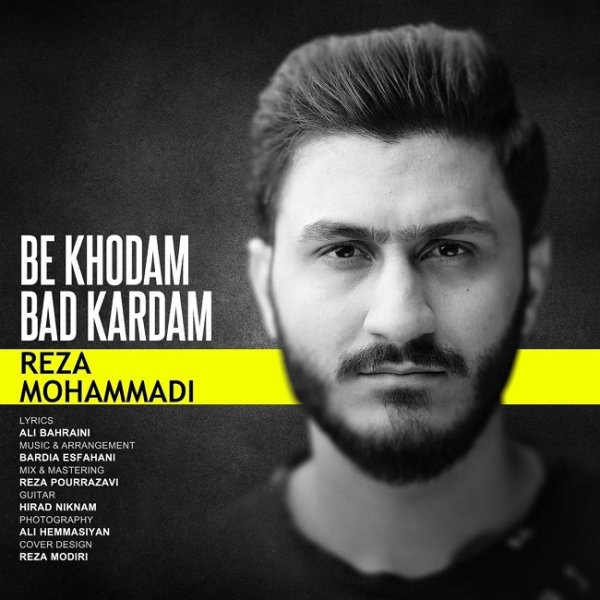 BE KHODAM
BAD KARDAM
REZA
MOHAMMADI
LYRICS
ALI BAHRAINI
MUSIC & ARRANGEMENT
BARDIA ESFAHANI
MIX & MASTERING
REZA POURRAZAVI
GUITAR
HIRAD NIKNAM
PHOTOGRAPHY
ALI HEMMASIYAN
COVER DESIGN
REZA MODIRI